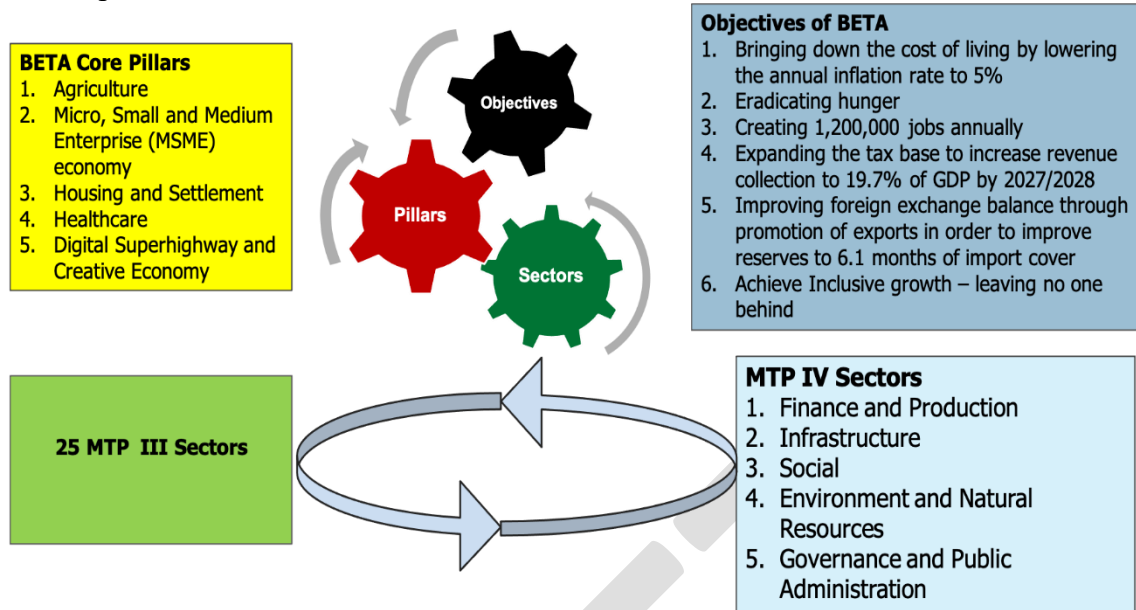 BETA Core Pillars
1. Agriculture
2. Micro, Small and Medium
Enterprise (MSME)
economy
3. Housing and Settlement
4. Healthcare
5. Digital Superhighway and
Creative Economy
Objectives
Pillars
Sectors
Objectives of BETA
1. Bringing down the cost of living by lowering
the annual inflation rate to 5%
2. Eradicating hunger
3. Creating 1,200,000 jobs annually
4. Expanding the tax base to increase revenue
collection to 19.7% of GDP by 2027/2028
5. Improving foreign exchange balance through
promotion of exports in order to improve
reserves to 6.1 months of import cover
6. Achieve Inclusive growth – leaving no one
behind
25 MTP III Sectors
MTP IV Sectors
1. Finance and Production
2. Infrastructure
3. Social
4. Environment and Natural
Resources
5. Governance and Public
Administration